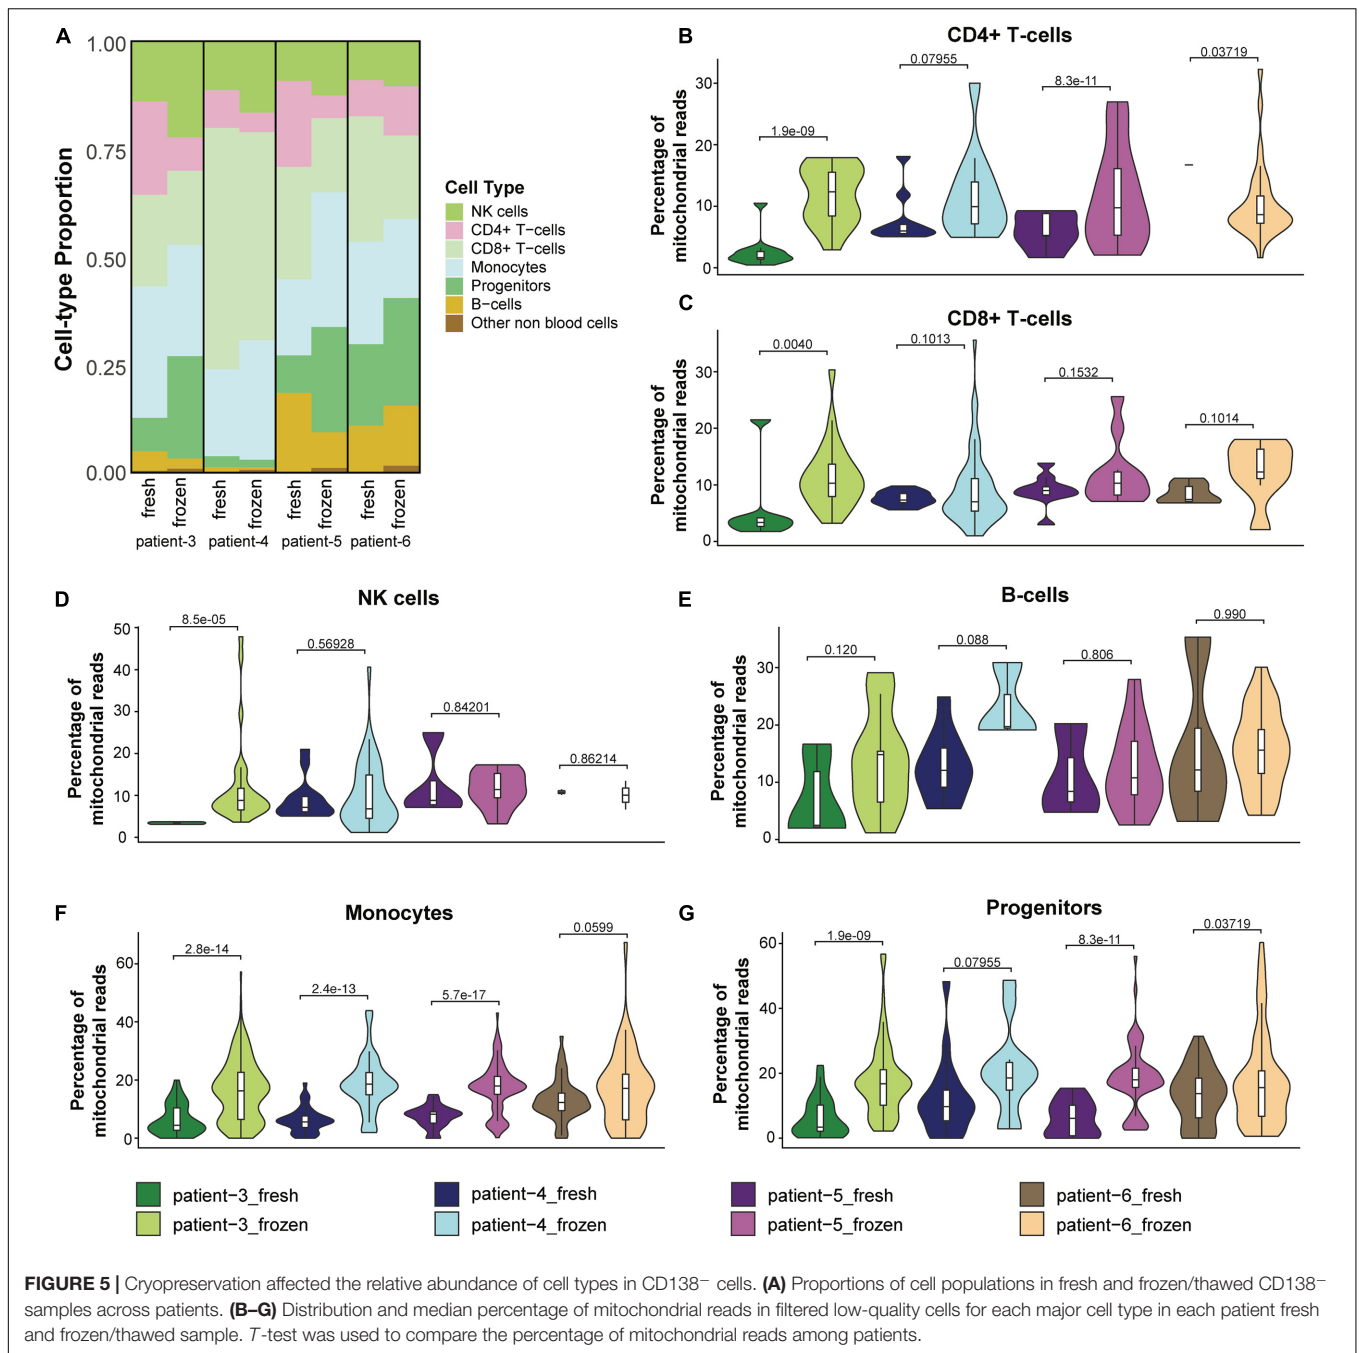 A
1.00
0.75
0.50
0.25
0.00
Cell-type Proportion
fresh
frozen
fresh
frozen
fresh
frozen
fresh
frozen
patient-3
patient-4
patient-5
patient-6
Cell Type
NK cells
CD4+ T-cells
CD8+ T-cells
Monocytes
Progenitors
B-cells
Other non blood cells
B
CD4+ T-cells
Percentage of
mitochondrial reads
30
20
10
0
1.9e-09
0.07955
8.3e-11
0.03719
C
CD8+ T-cells
Percentage of
mitochondrial reads
30
20
10
0
0.0040
0.1013
0.1532
0.1014
D
NK cells
Percentage of
mitochondrial reads
50
40
30
20
10
0
8.5e-05
0.56928
0.84201
0.86214
E
B-cells
Percentage of
mitochondrial reads
30
20
10
0
0.120
0.088
0.806
0.990
F
Monocytes
Percentage of
mitochondrial reads
60
40
20
0
2.8e-14
2.4e-13
5.7e-17
0.0599
G
Progenitors
Percentage of
mitochondrial reads
60
40
20
0
1.9e-09
0.07955
8.3e-11
0.03719
patient-3_fresh
patient-3_frozen
patient-4_fresh
patient-4_frozen
patient-5_fresh
patient-5_frozen
patient-6_fresh
patient-6_frozen
FIGURE 5 | Cryopreservation affected the relative abundance of cell types in CD138− cells. (A) Proportions of cell populations in fresh and frozen/thawed CD138−
samples across patients. (B–G) Distribution and median percentage of mitochondrial reads in filtered low-quality cells for each major cell type in each patient fresh
and frozen/thawed sample. T-test was used to compare the percentage of mitochondrial reads among patients.